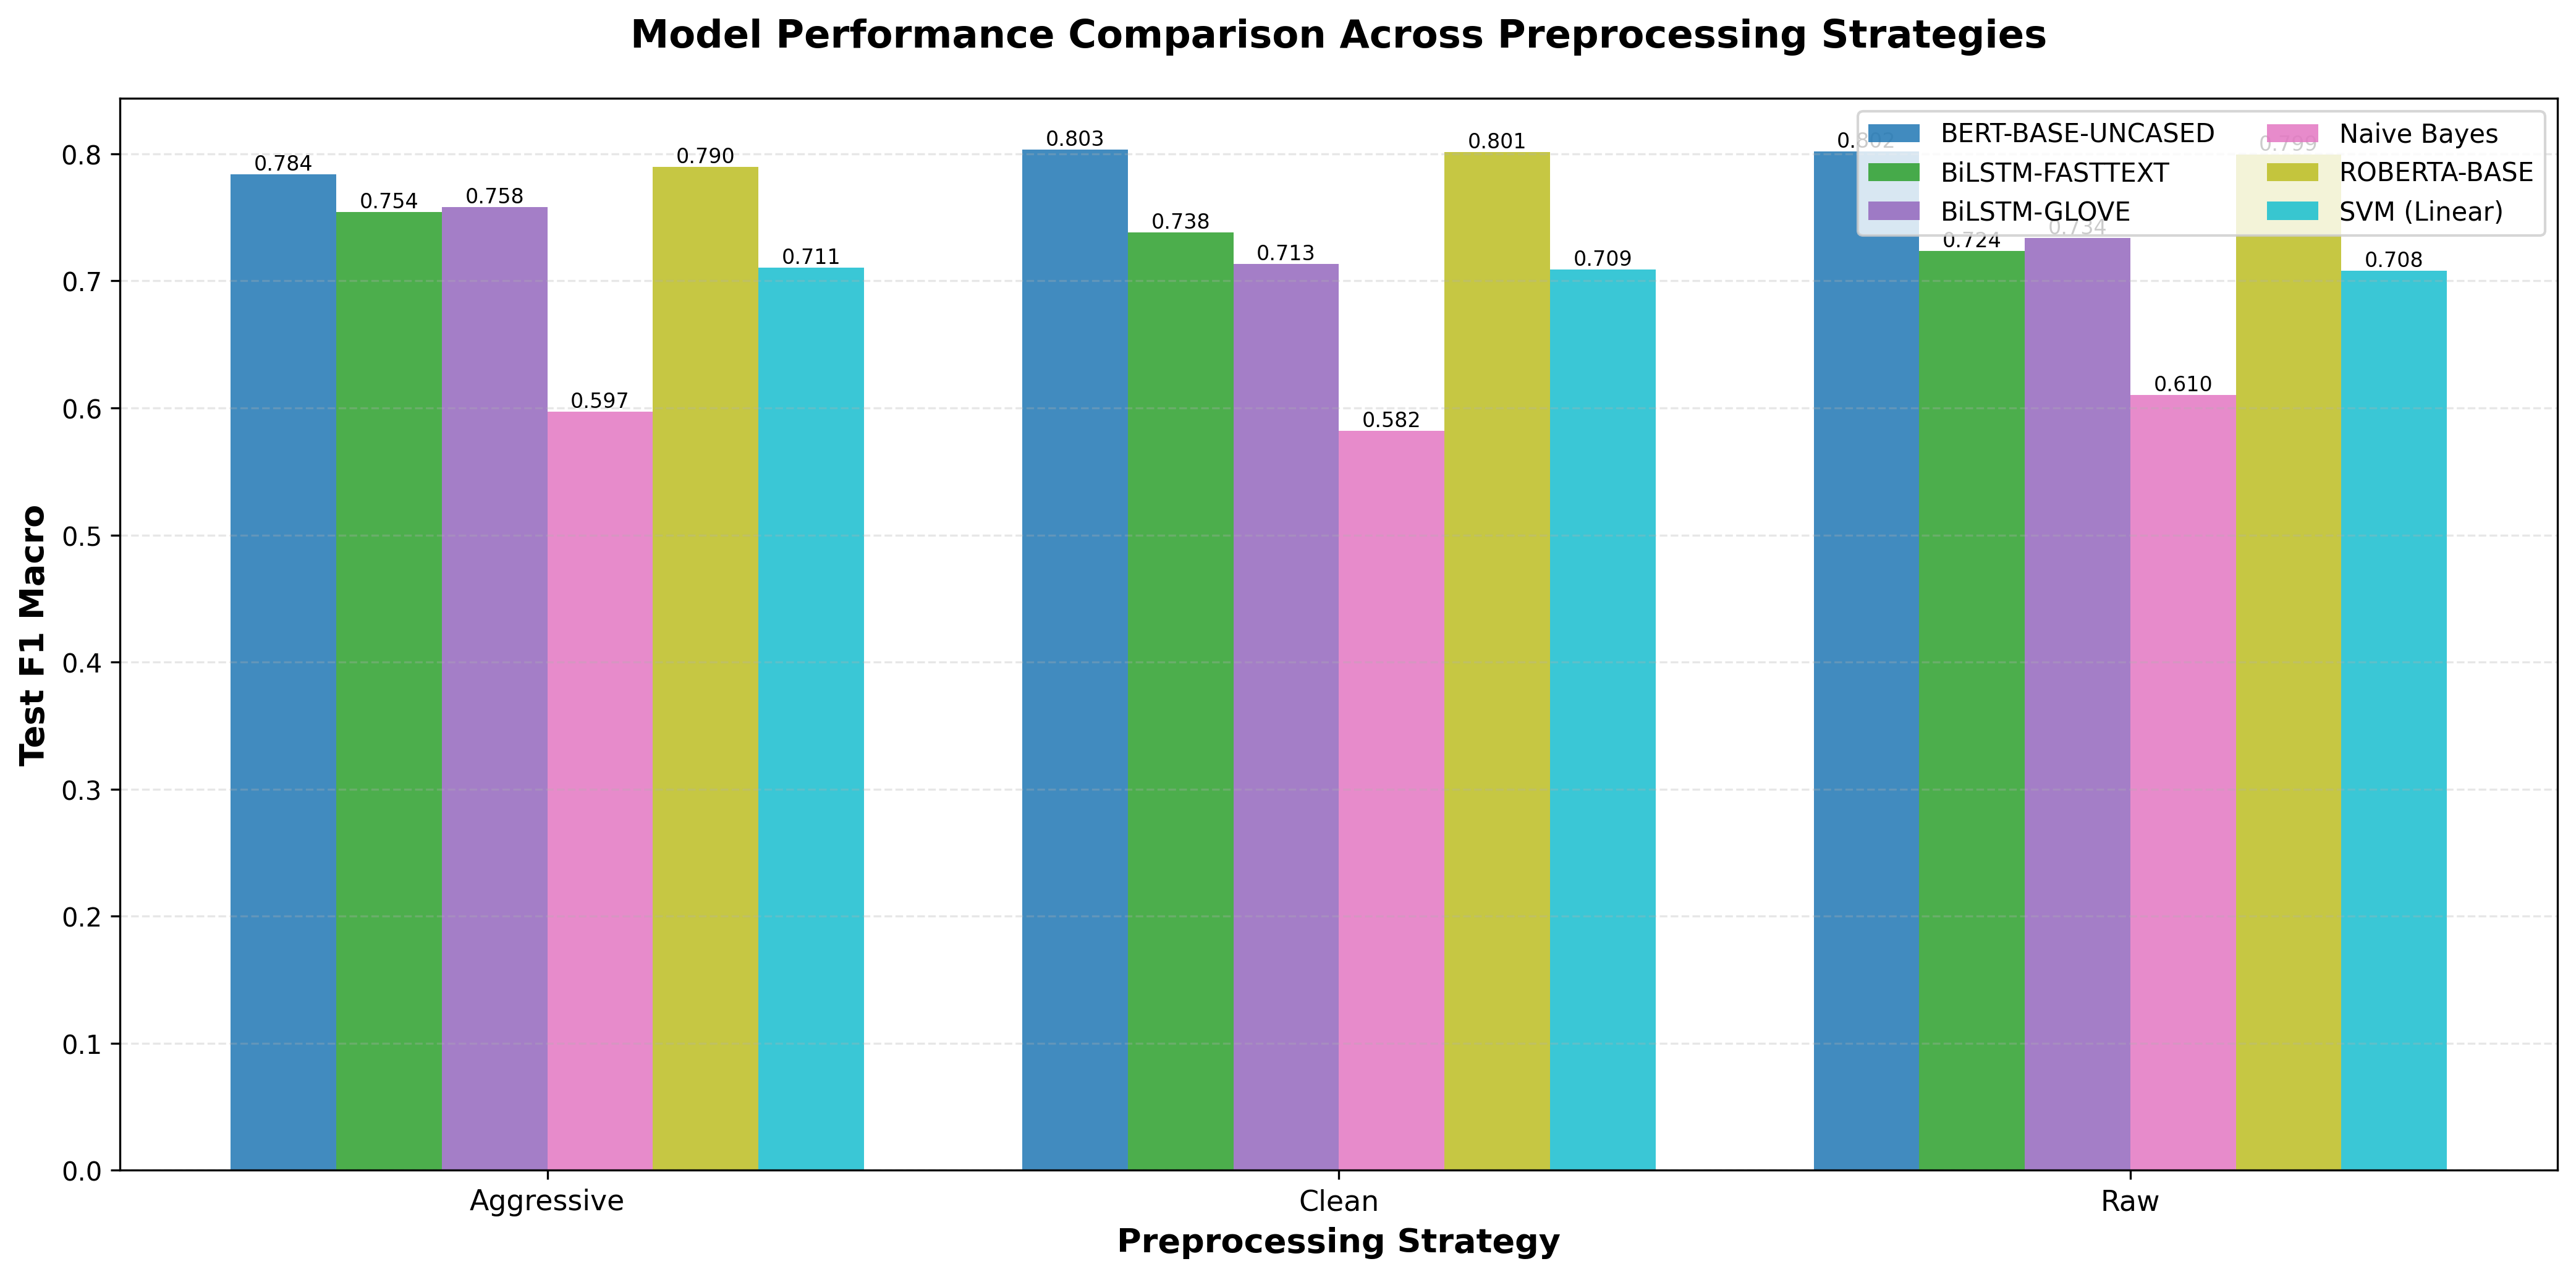 Model Performance Comparison Across Preprocessing Strategies
BERT-BASE-UNCASED
BiLSTM-FASTTEXT
BiLSTM-GLOVE
Naive Bayes
ROBERTA-BASE
SVM (Linear)
Test F1 Macro
0.8
0.7
0.6
0.5
0.4
0.3
0.2
0.1
0.0
0.784
0.754
0.758
0.597
0.790
0.711
0.803
0.738
0.713
0.582
0.801
0.709
0.802
0.724
0.734
0.610
0.799
0.708
Aggressive
Clean
Raw
Preprocessing Strategy